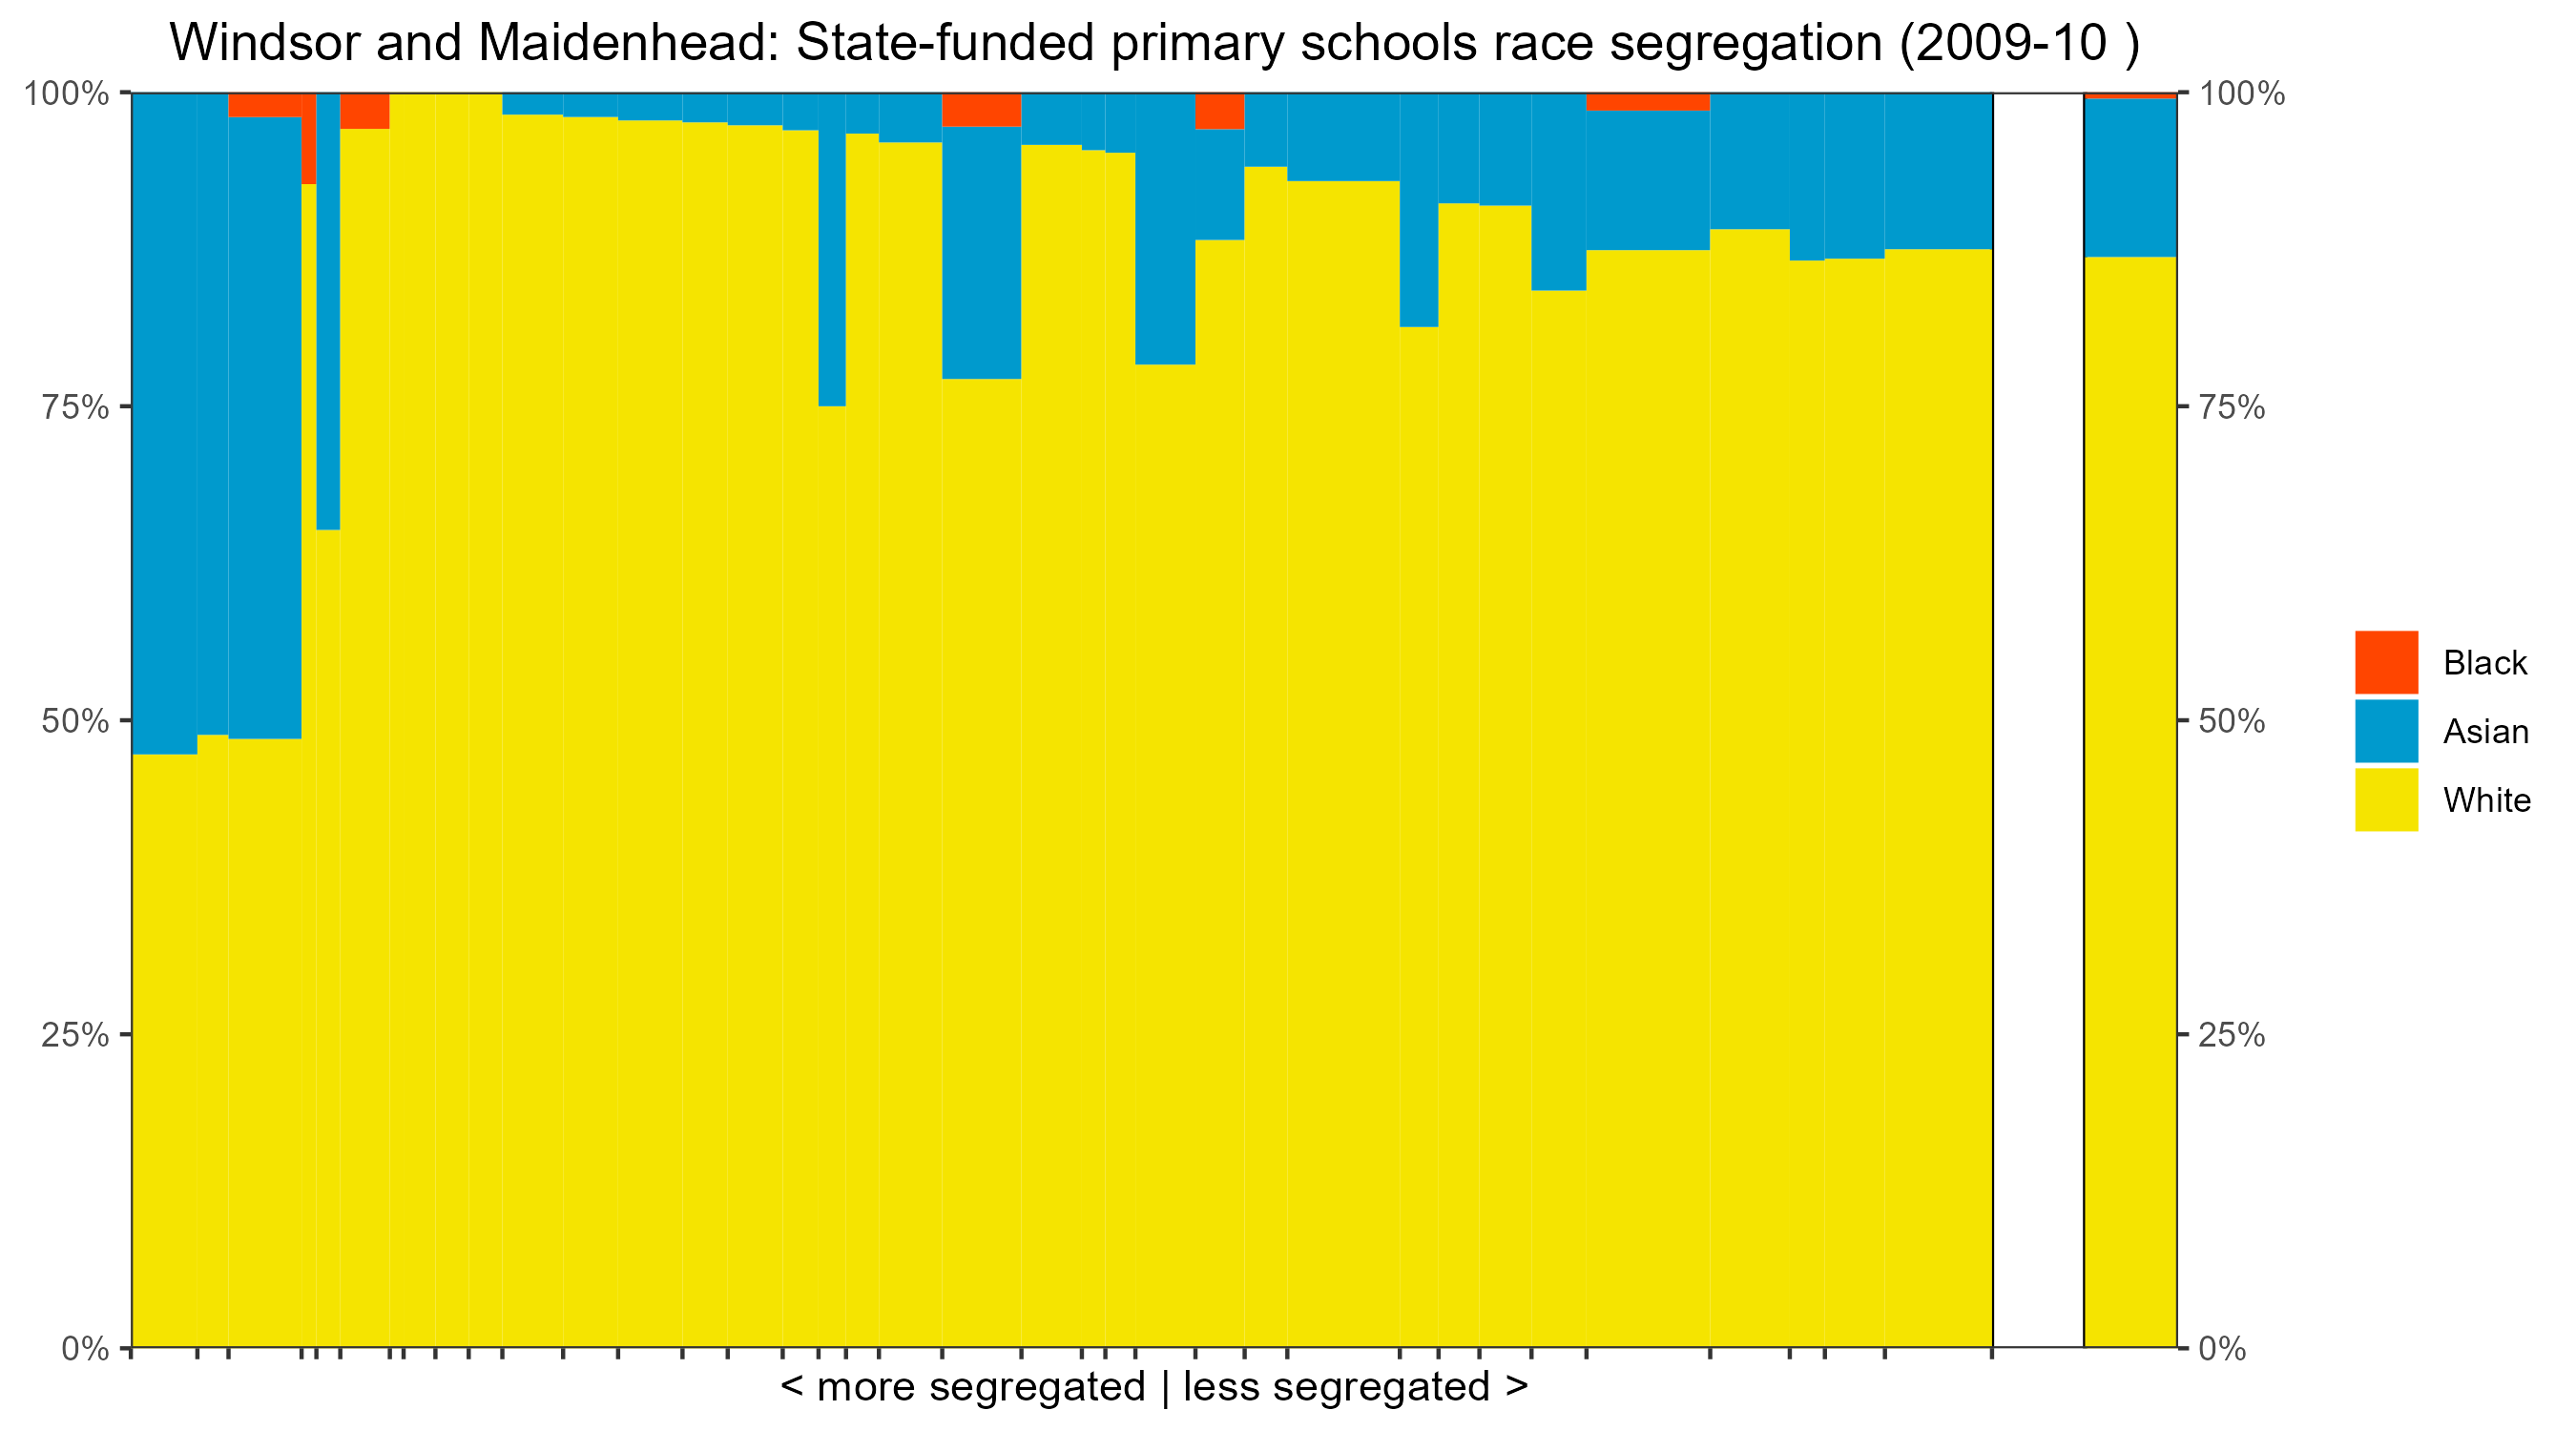 Windsor and Maidenhead: State-funded primary schools race segregation (2009-10 )
100%
75%
50%
25%
0%
100%
75%
50%
25%
0%
Black
Asian
White
< more segregated | less segregated >